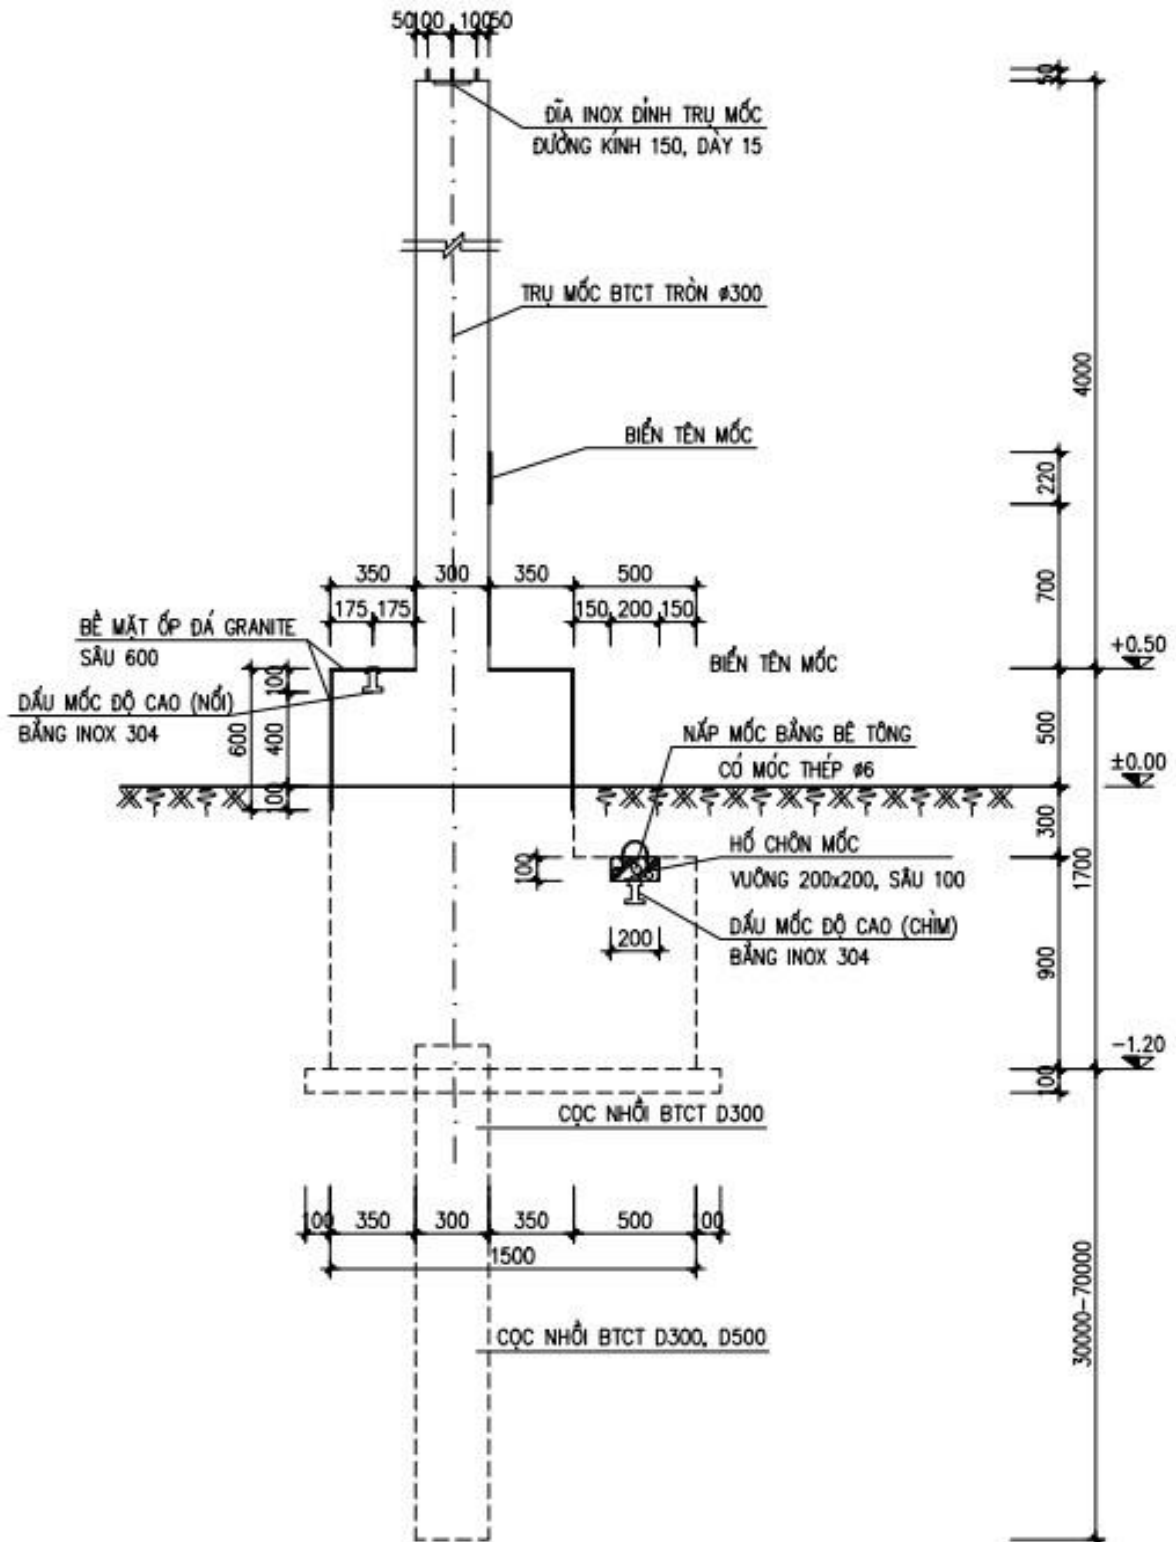 50 100 100 50
50
ĐĨA INOX ĐỈNH TRỤ MỐC
ĐƯỜNG KÍNH 150, DÀY 15
TRỤ MỐC BTCT TRÒN ø300
4000
BIỂN TÊN MỐC
220
350 300 350 500
700
175 175 150 200 150
BỀ MẶT ỐP ĐÁ GRANITE
SÂU 600
BIỂN TÊN MỐC
+0.50
100
DẤU MỐC ĐỘ CAO (NỔI)
BẰNG INOX 304
600
400
NẮP MỐC BẰNG BÊ TÔNG
CÓ MÓC THÉP ø6
500
±0.00
100
300
HỐ CHÔN MỐC
VUÔNG 200x200, SÂU 100
100
1700
DẤU MỐC ĐỘ CAO (CHÌM)
BẰNG INOX 304
200
900
-1.20
100
CỌC NHỒI BTCT D300
100 350 300 350 500 100
1500
CỌC NHỒI BTCT D300, D500
30000-70000